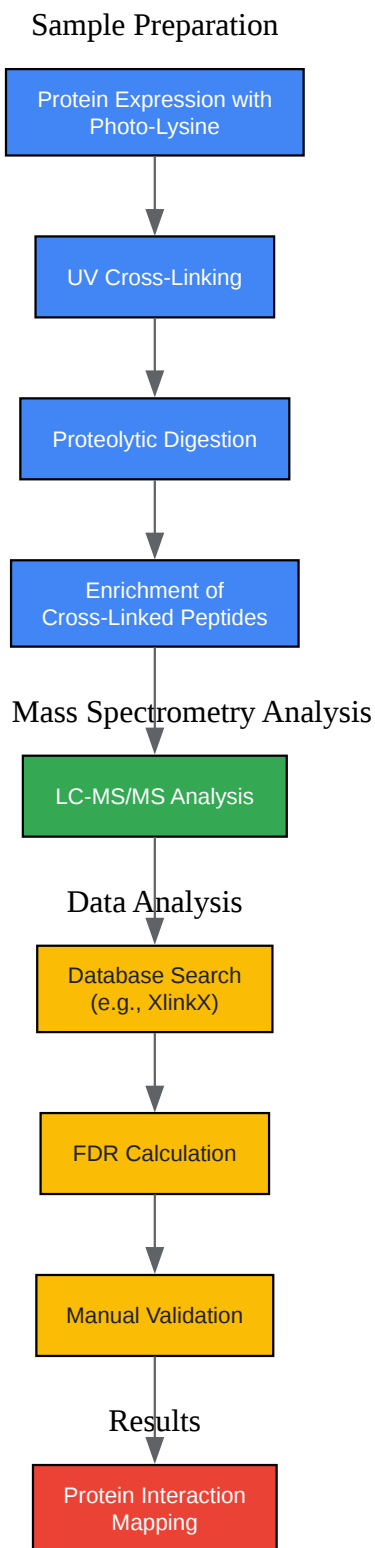 Sample Preparation
Protein Expression with
Photo-Lysine
UV Cross-Linking
Proteolytic Digestion
Enrichment of
Cross-Linked Peptides
Mass Spectrometry Analysis
LC-MS/MS Analysis
Data Analysis
Database Search
(e.g., XlinkX)
FDR Calculation
Manual Validation
Results
Protein Interaction
Mapping